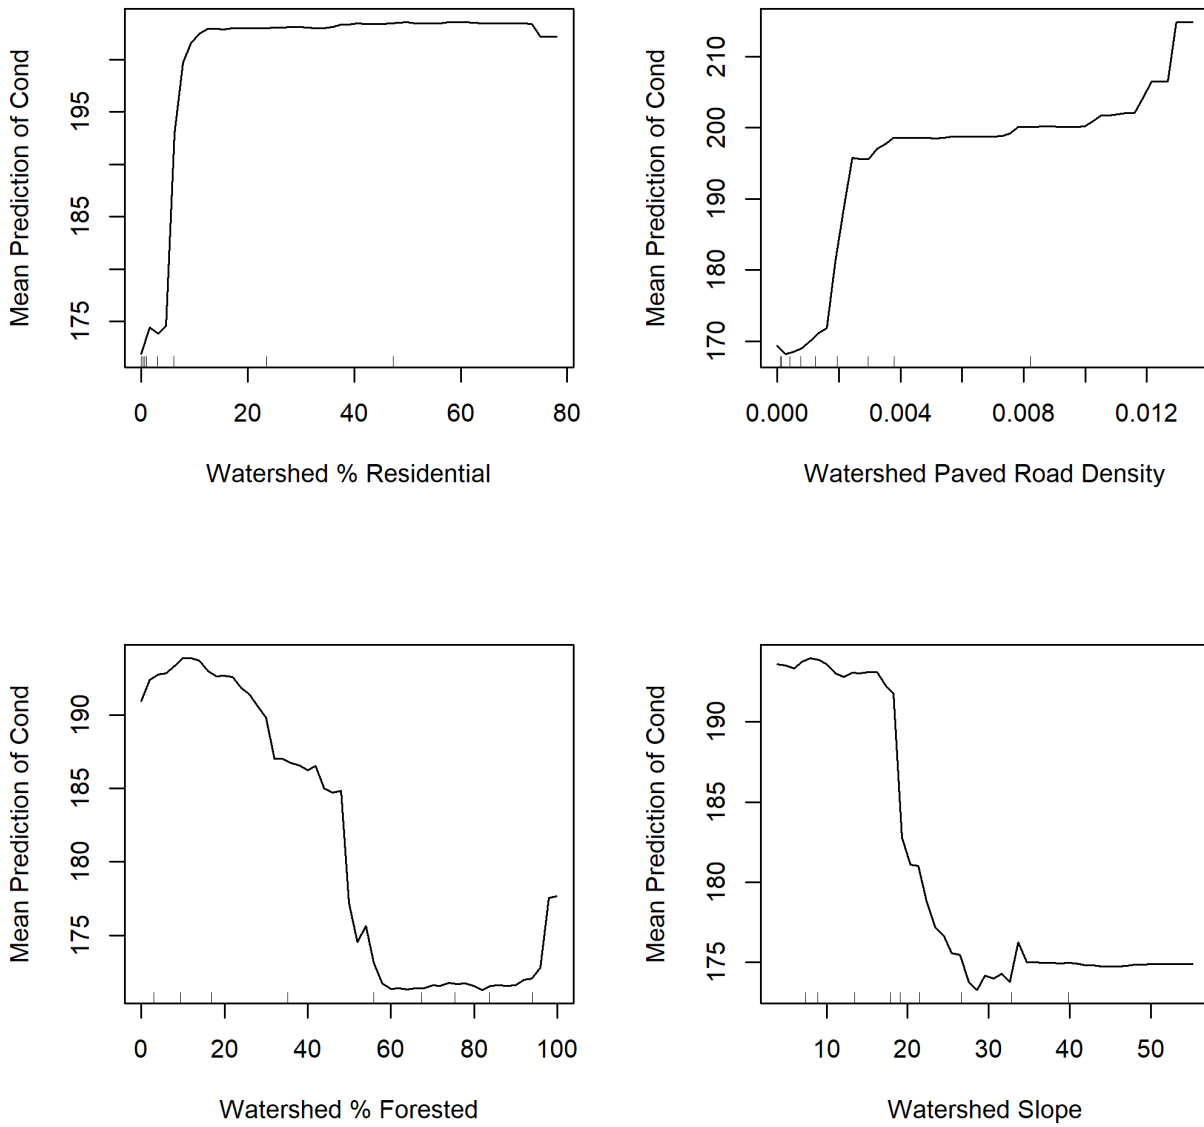 Mean Prediction of Cond
175 185 195
0 20 40 60 80
Watershed % Residential
Mean Prediction of Cond
170 180 190 200 210
0.000 0.004 0.008 0.012
Watershed Paved Road Density
Mean Prediction of Cond
175 180 185 190
0 20 40 60 80 100
Watershed % Forested
Mean Prediction of Cond
175 180 185 190
10 20 30 40 50
Watershed Slope